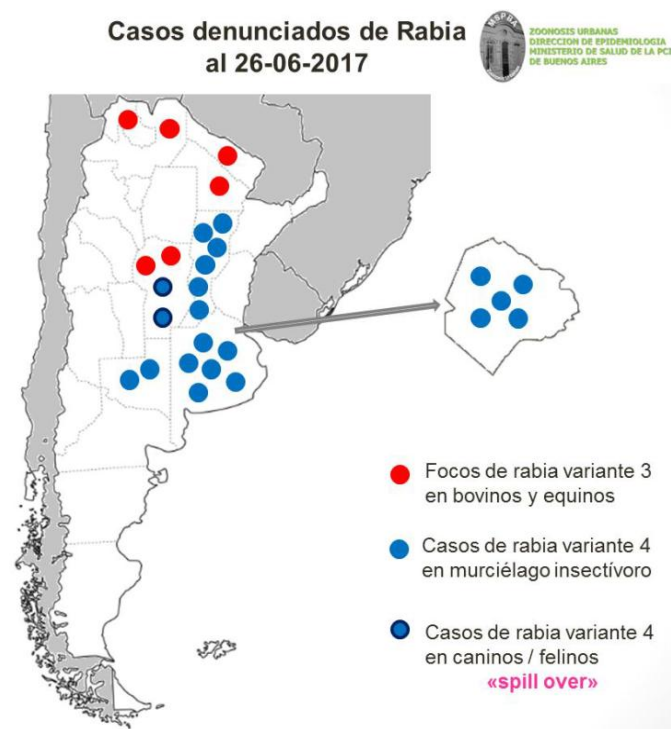 Casos denunciados de Rabia
al 26-06-2017
MSPBA
ZOONOSIS URBANAS
DIRECCION DE EPIDEMIOLOGIA
MINISTERIO DE SALUD DE LA PCI
DE BUENOS AIRES
Focos de rabia variante 3
en bovinos y equinos
Casos de rabia variante 4
en murciélago insectívoro
Casos de rabia variante 4
en caninos / felinos
«spill over»